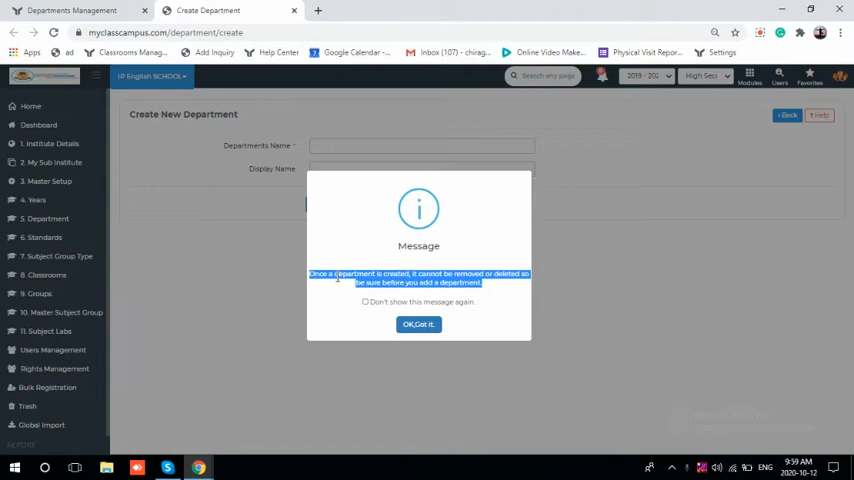 Departments Management
Create Department
myclasscampus.com/department/create
Apps
ad
Classrooms Manag...
Add Inquiry
Help Center
Google Calendar -...
Inbox (107) - chirag...
Online Video Make...
Physical Visit Repor...
Settings
IP English SCHOOL
Search any page
2019 - 202
High Seco
Modules
Users
Favorites
Home
Dashboard
1. Institute Details
2. My Sub Institute
3. Master Setup
4. Years
5. Department
6. Standards
7. Subject Group Type
8. Classrooms
9. Groups
10. Master Subject Group
11. Subject Labs
Users Management
Rights Management
Bulk Registration
Trash
Global Import
REPORT
Create New Department
Back
? Help
Departments Name *
Display Name
Message
Once a department is created, it cannot be removed or deleted so
be sure before you add a department.
Don't show this message again.
OK,Got it.
ENG
9:59 AM
2020-10-12